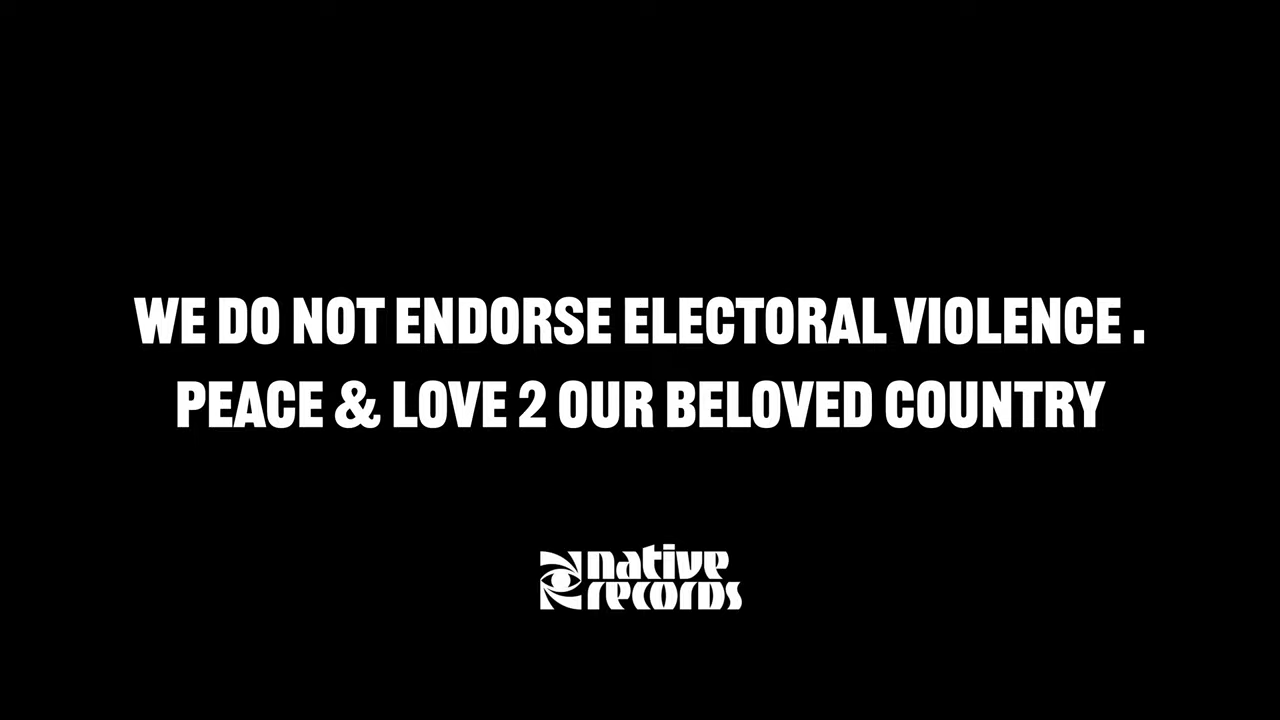 WE DO NOT ENDORSE ELECTORAL VIOLENCE .
PEACE & LOVE 2 OUR BELOVED COUNTRY
native
records